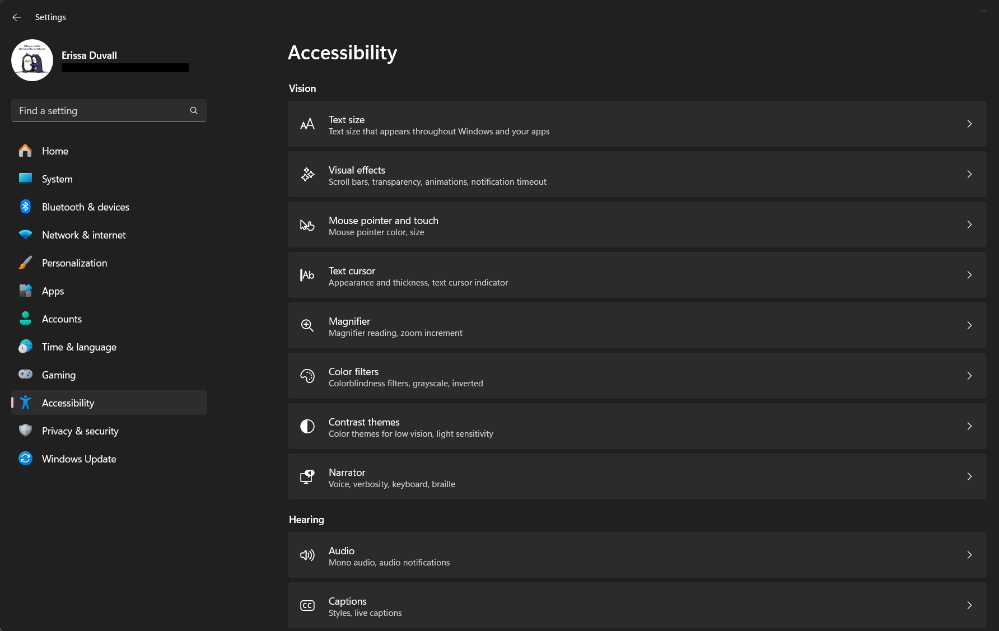 Settings
Erissa Duvall
Find a setting
Home
System
Bluetooth & devices
Network & internet
Personalization
Apps
Accounts
Time & language
Gaming
Accessibility
Privacy & security
Windows Update
Accessibility
Vision
Text size
Text size that appears throughout Windows and your apps
Visual effects
Scroll bars, transparency, animations, notification timeout
Mouse pointer and touch
Mouse pointer color, size
Ab
Text cursor
Appearance and thickness, text cursor indicator
Magnifier
Magnifier reading, zoom increment
Color filters
Colorblindness filters, grayscale, inverted
Contrast themes
Color themes for low vision, light sensitivity
Narrator
Voice, verbosity, keyboard, braille
Hearing
Audio
Mono audio, audio notifications
CC
Captions
Styles, live captions